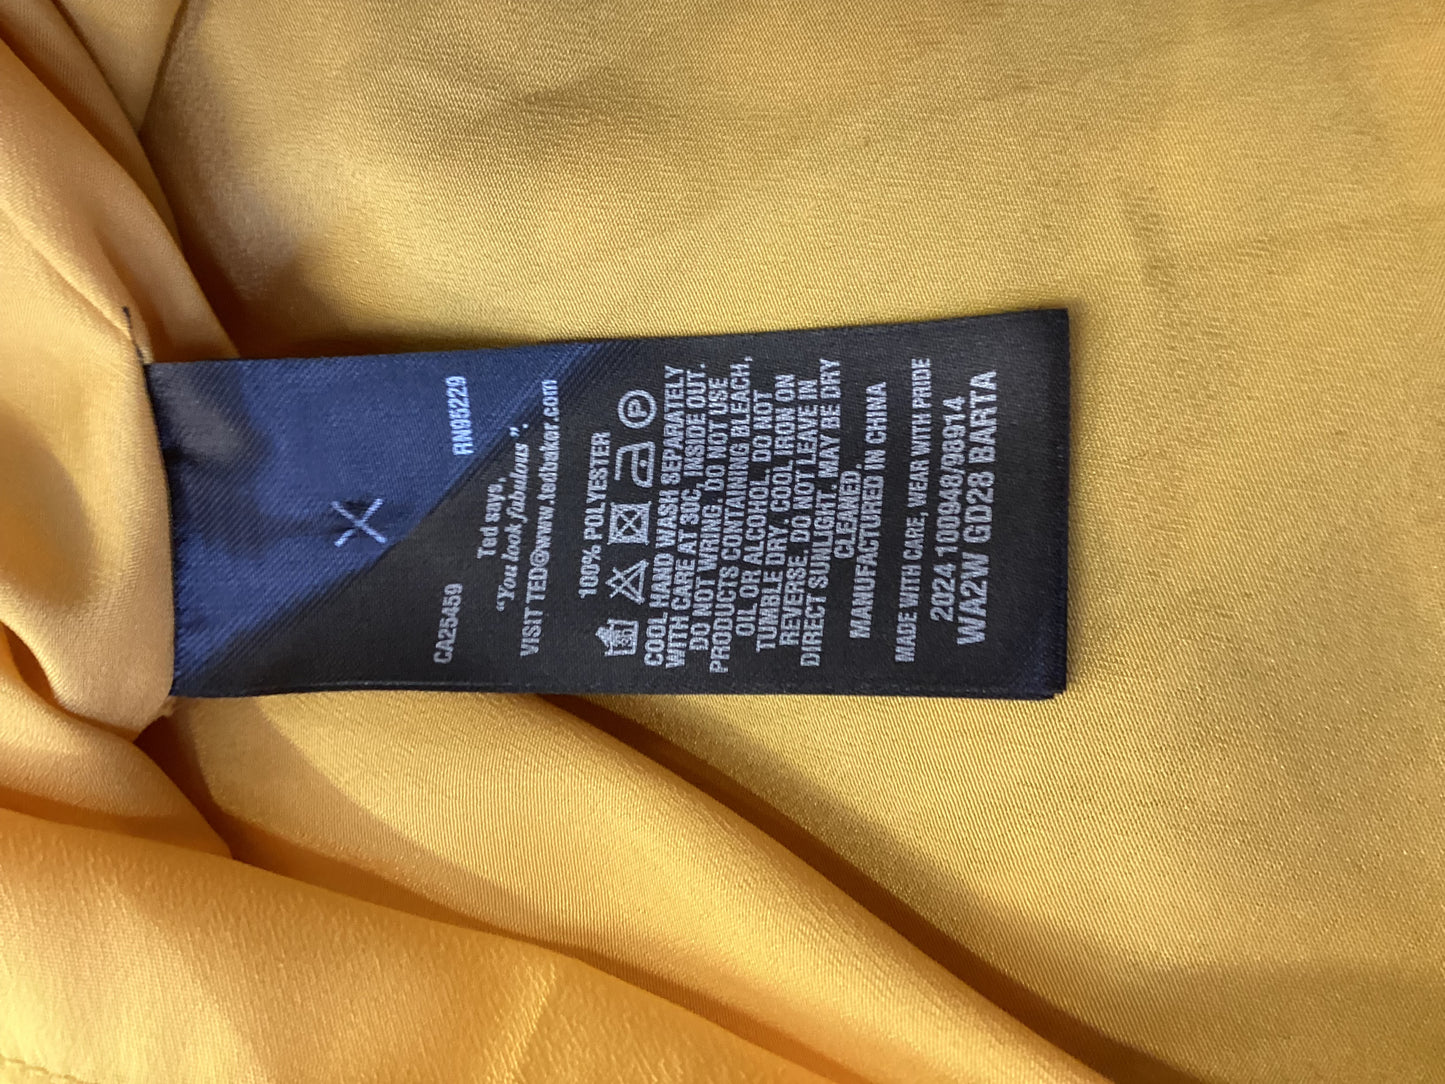 CA25459 RN95229
Ted says,
"You look fabulous".
VISIT TED@www.tedbaker.com
100% POLYESTER
30 P
COOL HAND WASH SEPARATELY
WITH CARE AT 30C, INSIDE OUT.
DO NOT WRING. DO NOT USE
PRODUCTS CONTAINING BLEACH,
OIL OR ALCOHOL. DO NOT
TUMBLE DRY. COOL IRON ON
REVERSE. DO NOT LEAVE IN
DIRECT SUNLIGHT. MAY BE DRY
CLEANED.
MANUFACTURED IN CHINA
MADE WITH CARE, WEAR WITH PRIDE
2024 100948/98914
WA2W GD28 BARTA